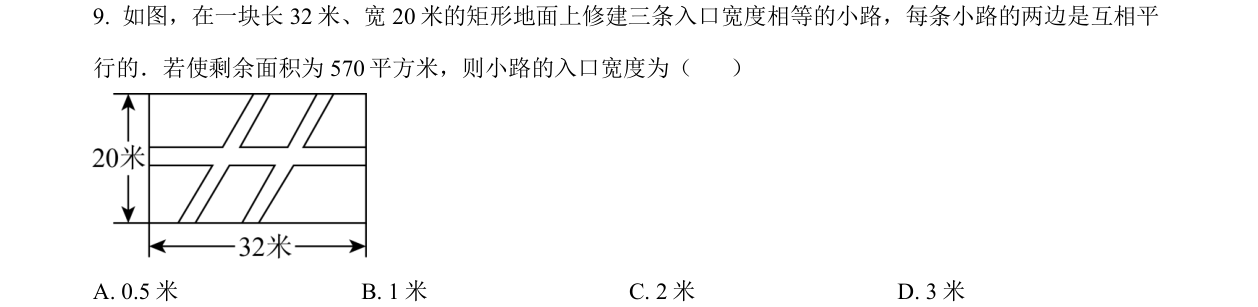 9. 如图，在一块长 32 米、宽 20 米的矩形地面上修建三条入口宽度相等的小路，每条小路的两边是互相平
行的．若使剩余面积为 570 平方米，则小路的入口宽度为（　　）
20米
32米
A. 0.5 米　　B. 1 米　　C. 2 米　　D. 3 米